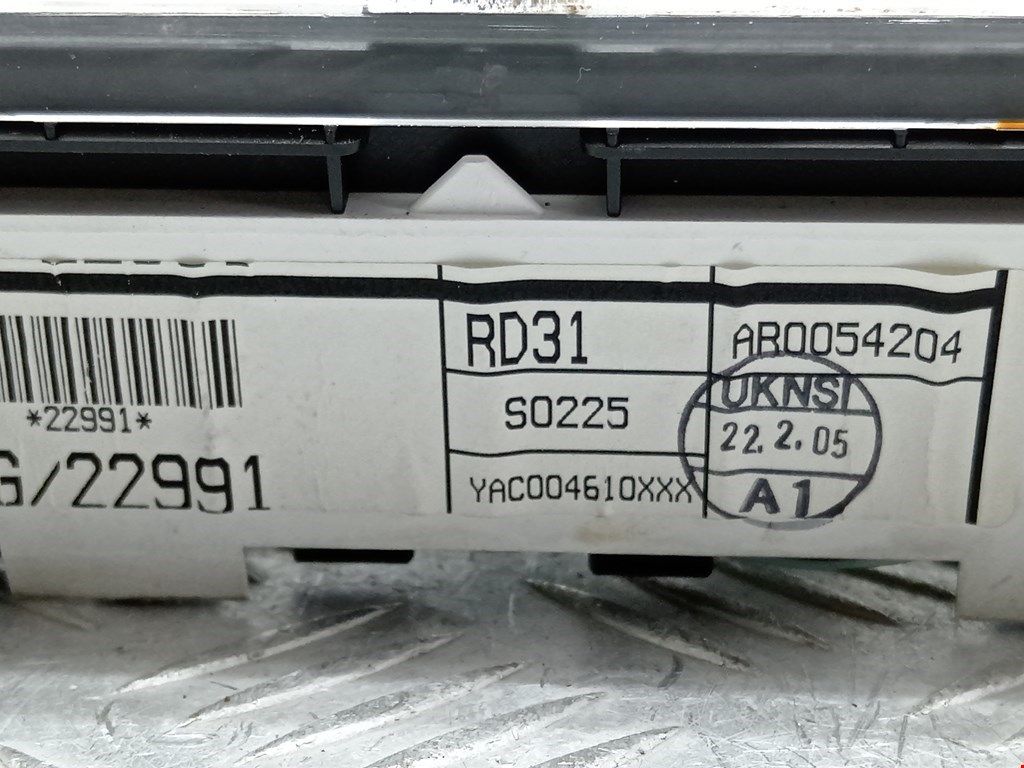 *22991*
G/22991
RD31
AR0054204
S0225
YAC004610XXX
UKNSI
22.2.05
A1